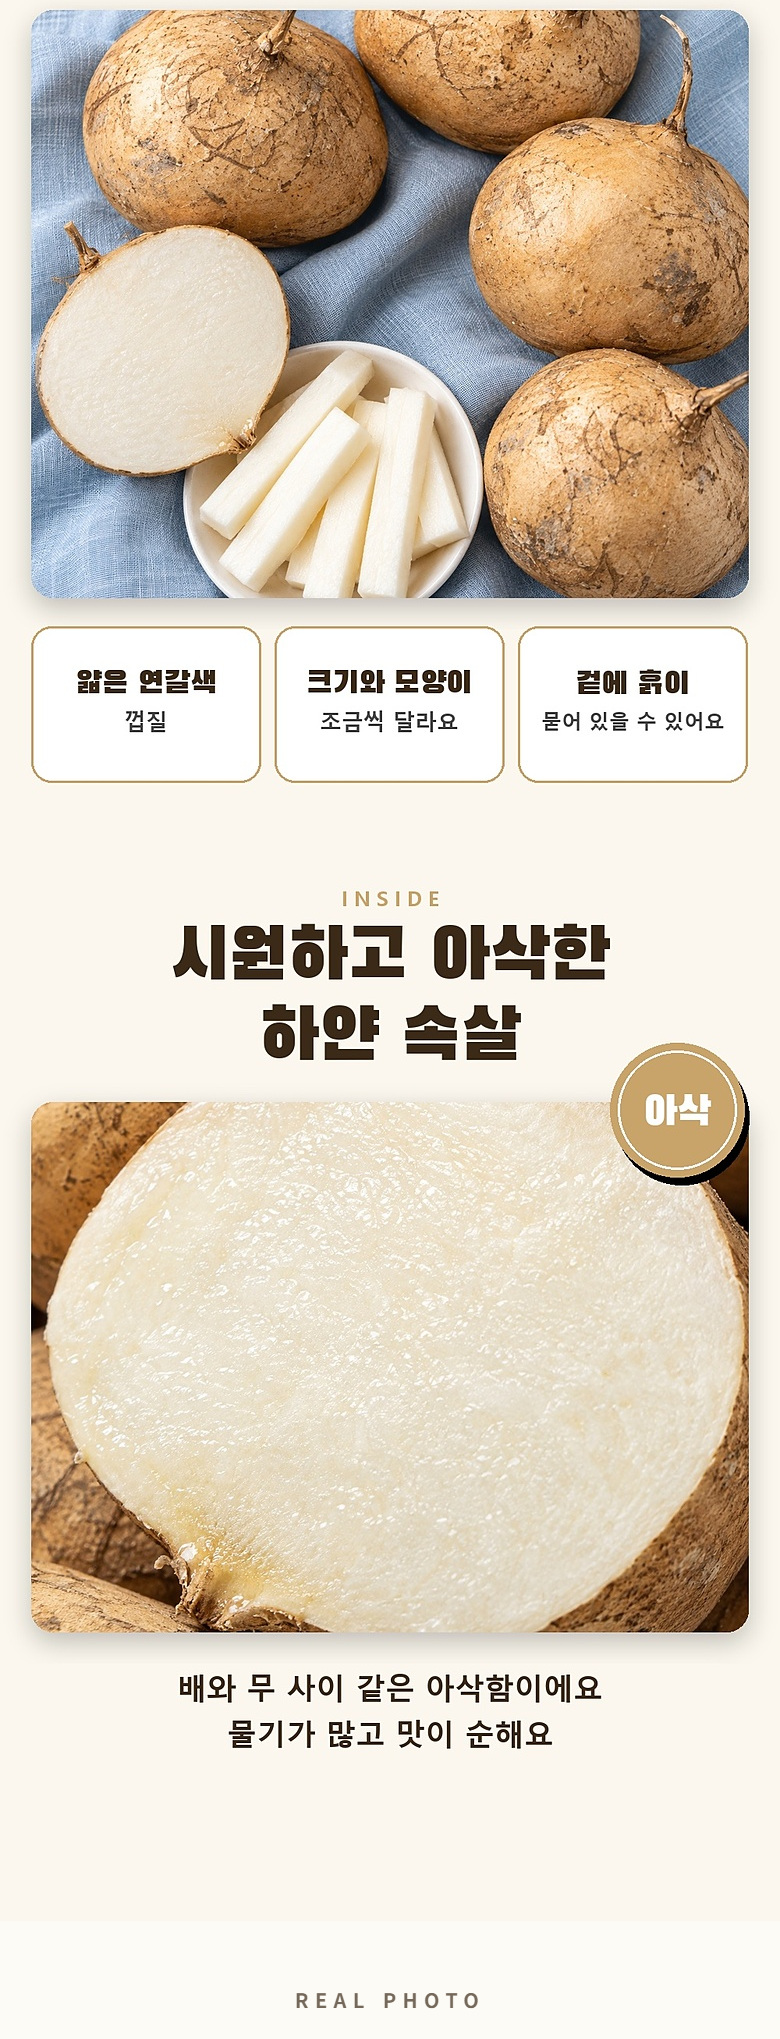 얇은 연갈색
껍질
크기와 모양이
조금씩 달라요
겉에 흙이
묻어 있을 수 있어요
INSIDE
시원하고 아삭한
하얀 속살
아삭
배와 무 사이 같은 아삭함이에요
물기가 많고 맛이 순해요
REAL PHOTO